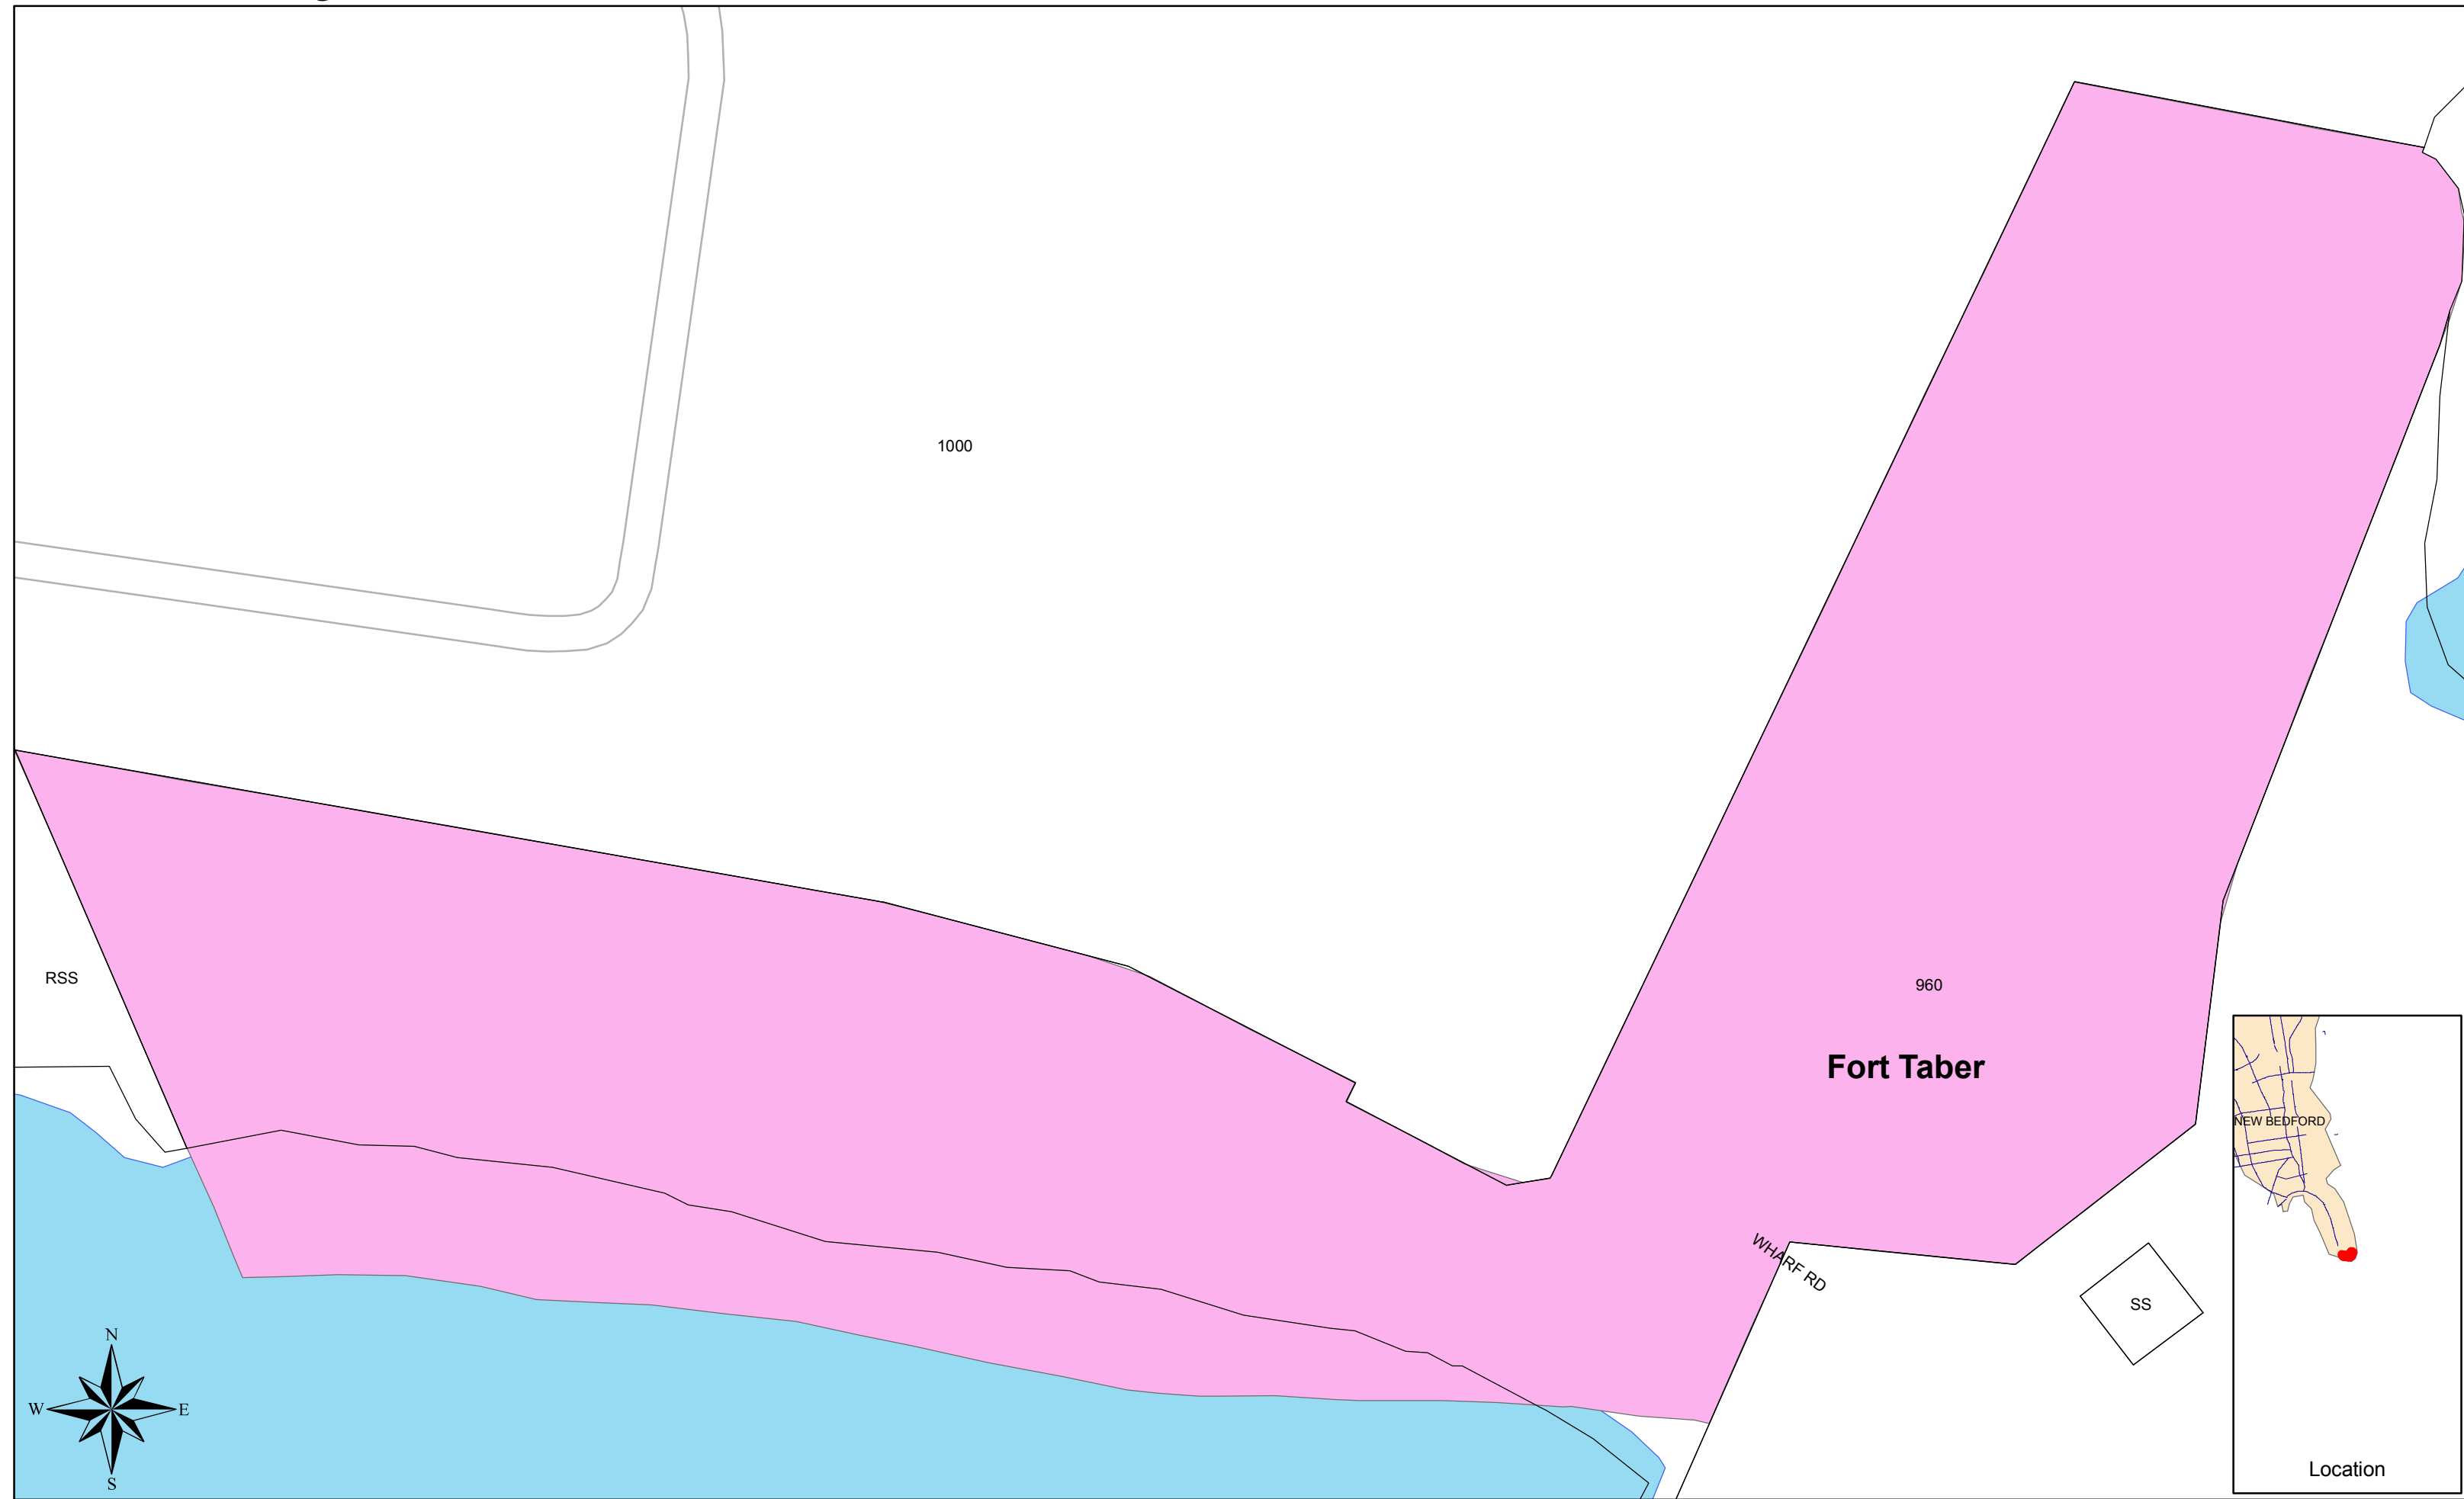 1000
RSS
960
Fort Taber
WHARF RD
SS
NEW BEDFORD
N
W
E
S
Location